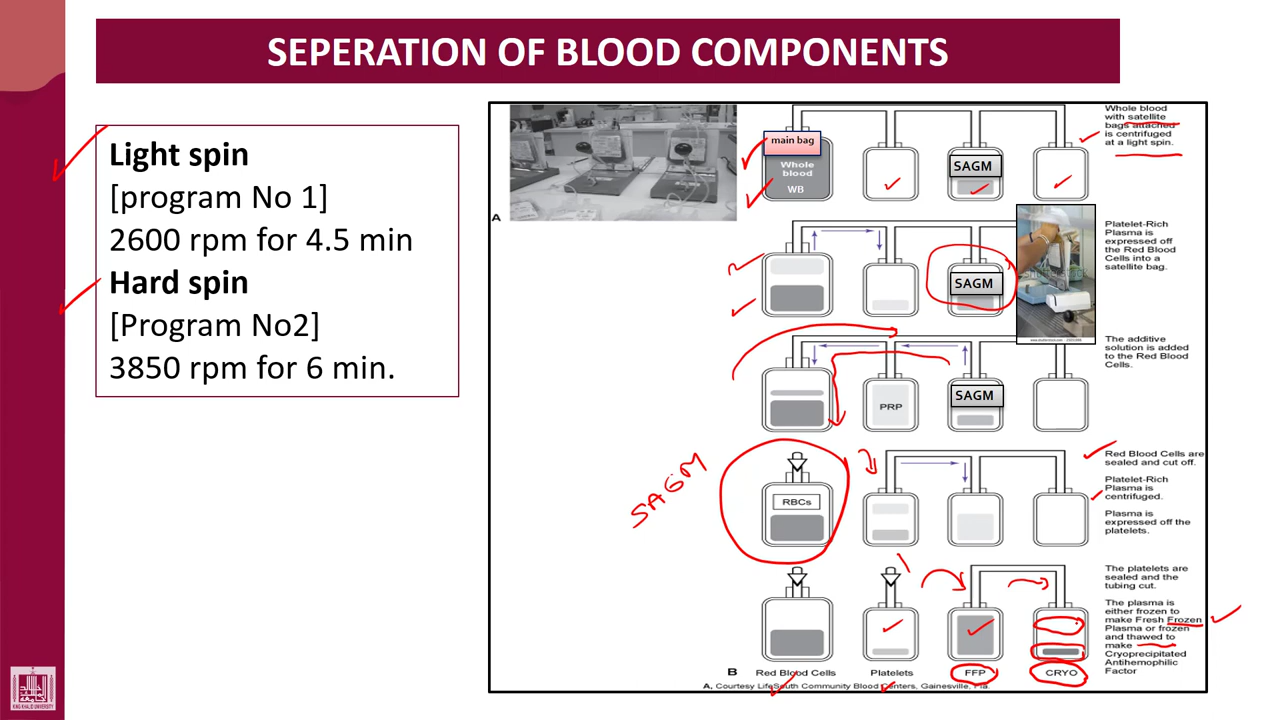 SEPERATION OF BLOOD COMPONENTS
Light spin
[program No 1]
2600 rpm for 4.5 min
Hard spin
[Program No2]
3850 rpm for 6 min.
A
main bag
Whole
blood
WB
SAGM
Whole blood
with satellite
bags attached
is centrifuged
at a light spin.
SAGM
Platelet-Rich
Plasma is
expressed off
the Red Blood
Cells into a
satellite bag.
PRP
SAGM
The additive
solution is added
to the Red Blood
Cells.
SAGM
RBCs
Red Blood Cells are
sealed and cut off.
Platelet-Rich
Plasma is
centrifuged.
Plasma is
expressed off the
platelets.
The platelets are
sealed and the
tubing cut.
The plasma is
either frozen to
make Fresh Frozen
Plasma or frozen
and thawed to
make
Cryoprecipitated
Antihemophilic
Factor
B Red Blood Cells Platelets FFP CRYO
A, Courtesy LifeSouth Community Blood Centers, Gainesville, Fla.
KING KHALID UNIVERSITY